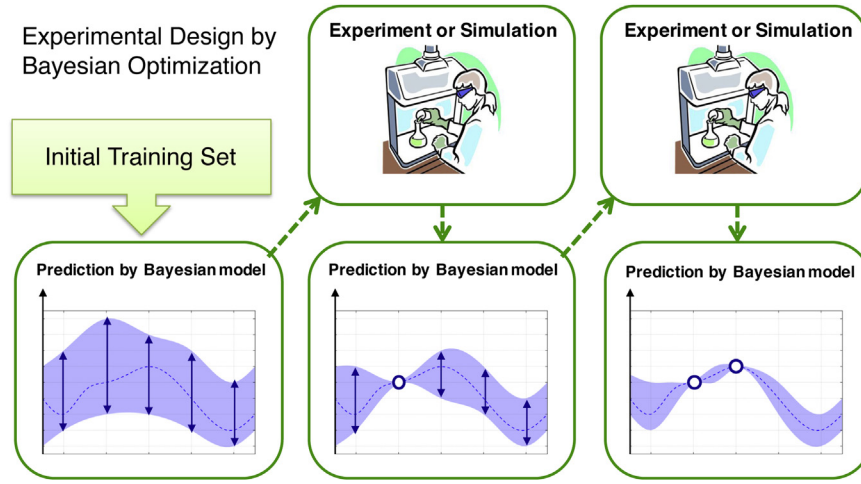 Experimental Design by
Bayesian Optimization
Initial Training Set
Experiment or Simulation
Experiment or Simulation
Prediction by Bayesian model
Prediction by Bayesian model
Prediction by Bayesian model